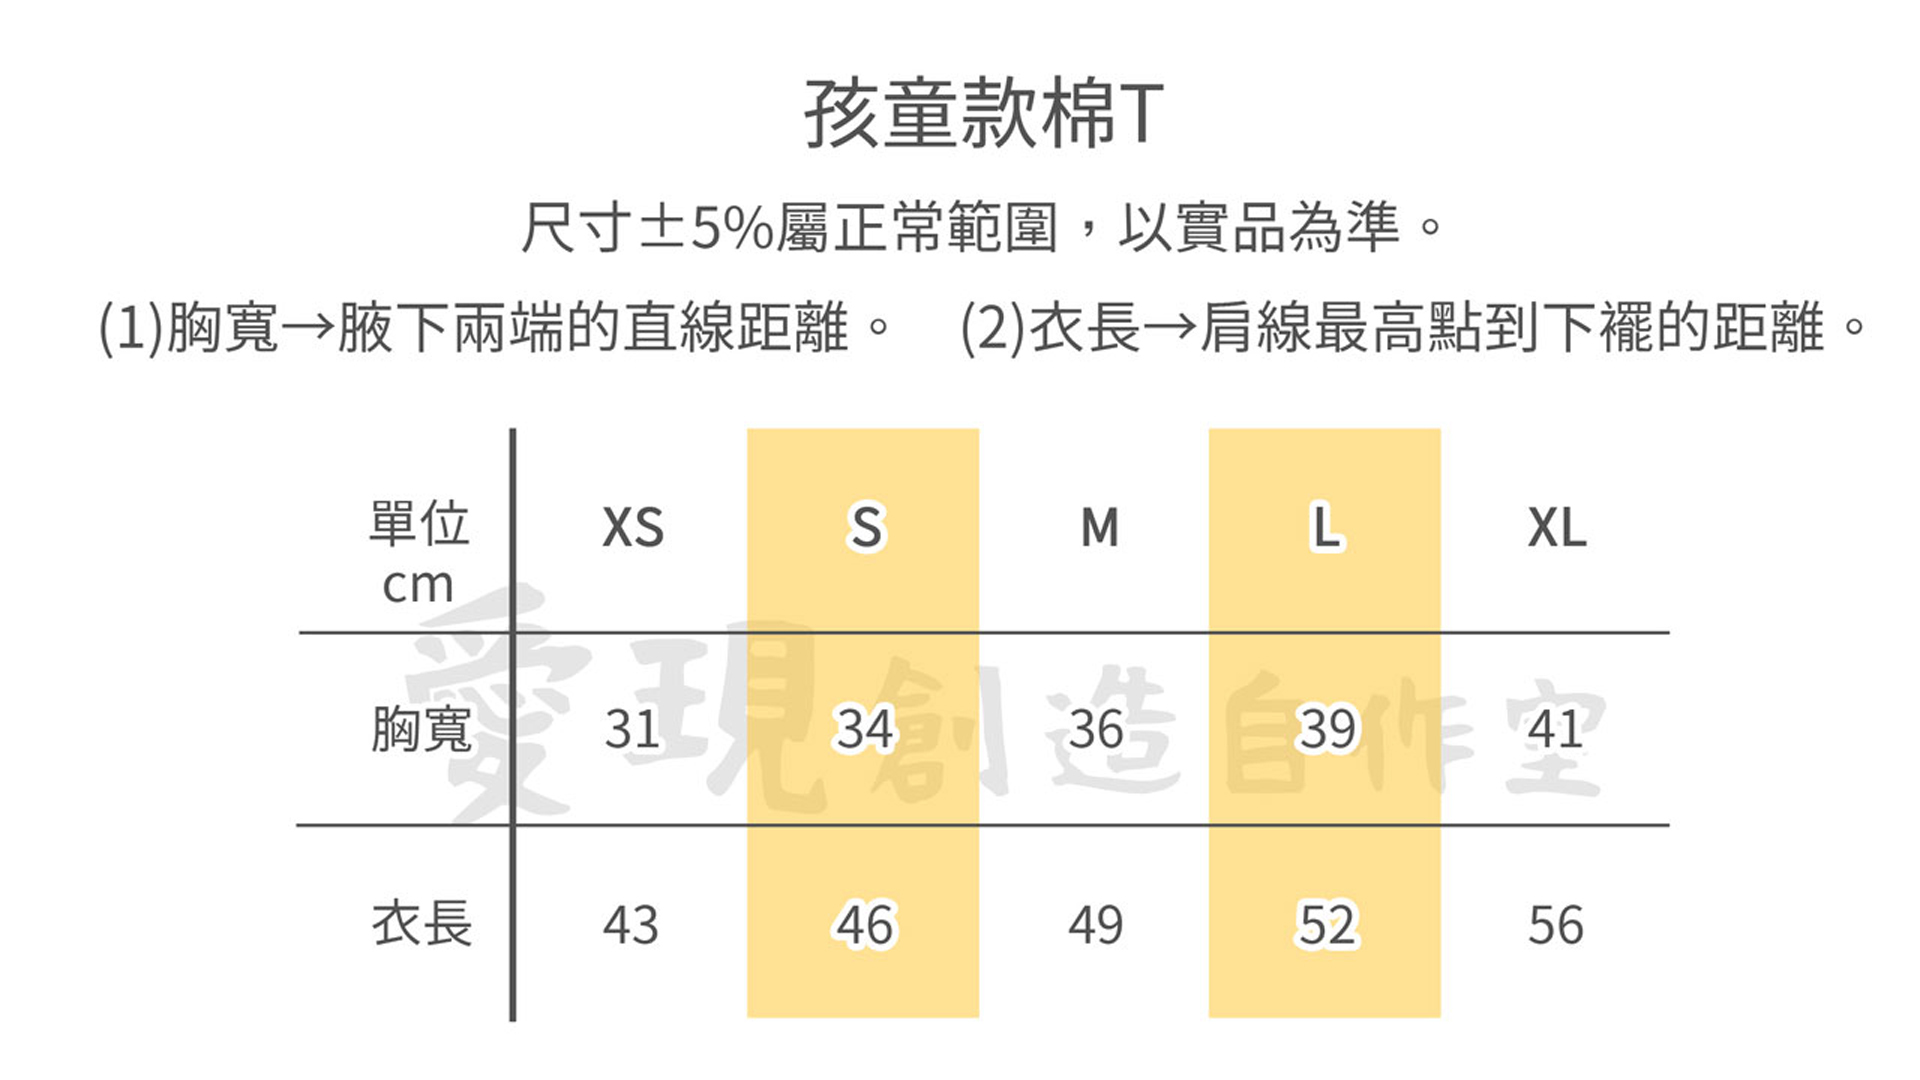 孩童款棉T
尺寸±5%屬正常範圍，以實品為準。
(1)胸寬→腋下兩端的直線距離。 (2)衣長→肩線最高點到下襬的距離。
單位 cm XS S M L XL
胸寬 31 34 36 39 41
衣長 43 46 49 52 56
愛現創造自作室